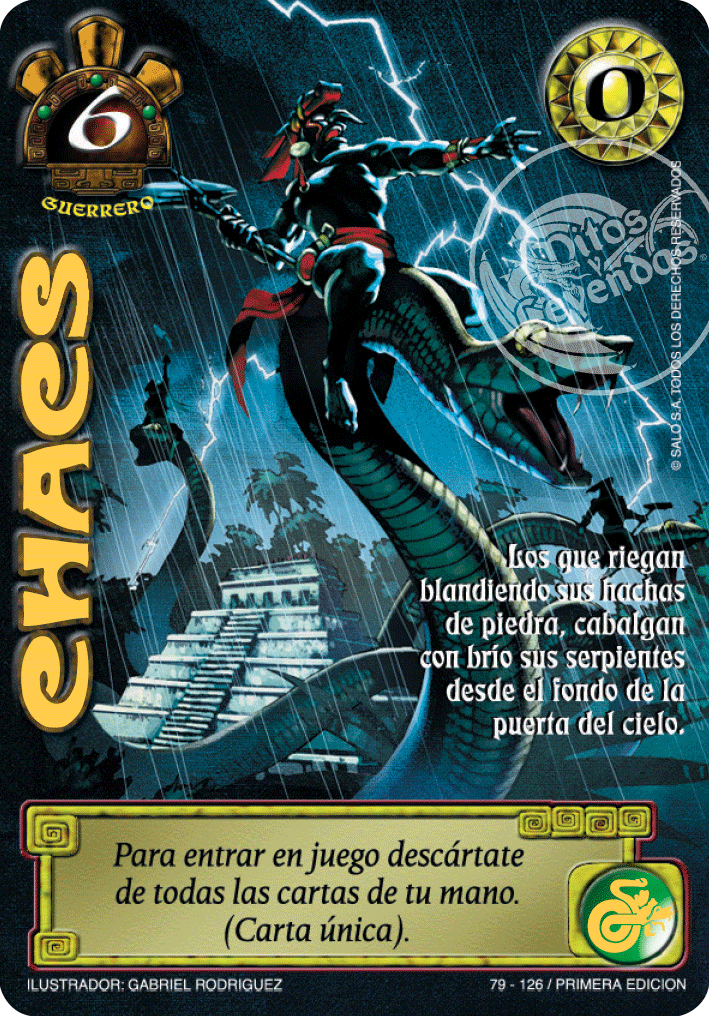 6
GUERRERO
0
CHACS
Mitos
y
Leyendas
© SALO S.A. TODOS LOS DERECHOS RESERVADOS
Los que riegan
blandiendo sus hachas
de piedra, cabalgan
con brío sus serpientes
desde el fondo de la
puerta del cielo.
Para entrar en juego descártate
de todas las cartas de tu mano.
(Carta única).
ILUSTRADOR: GABRIEL RODRIGUEZ
79 - 126 / PRIMERA EDICION